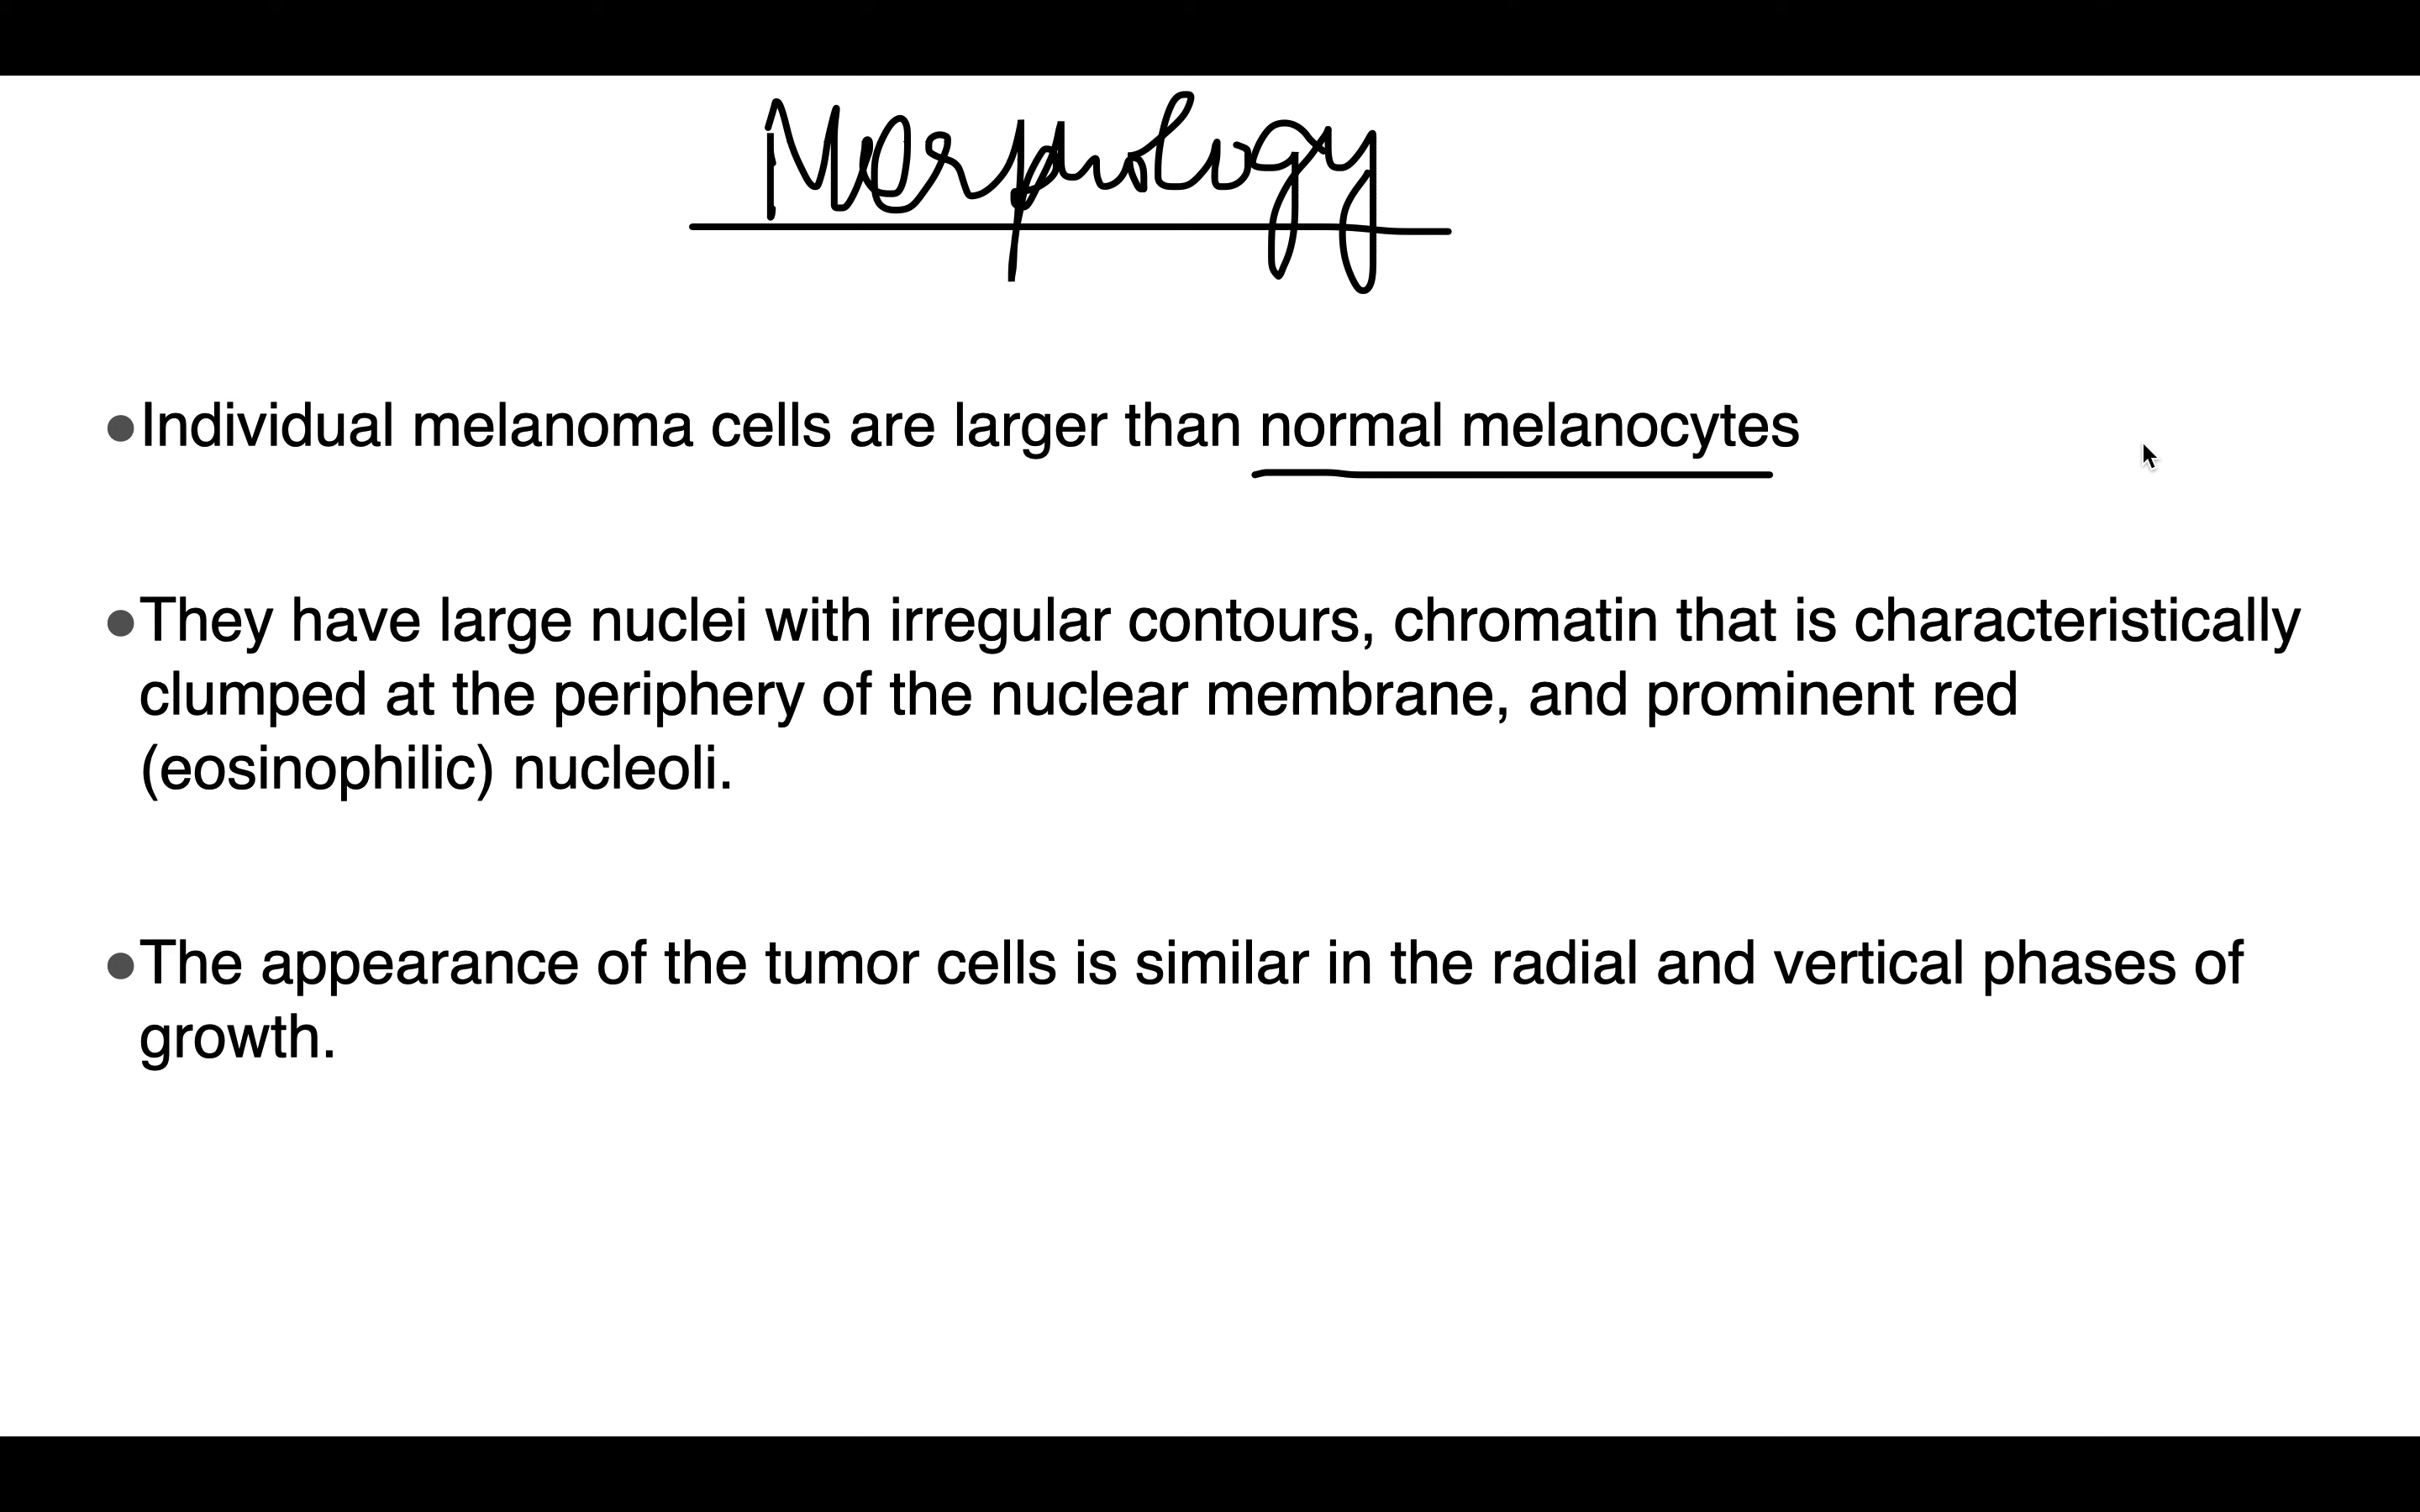 Morphology
Individual melanoma cells are larger than normal melanocytes
They have large nuclei with irregular contours, chromatin that is characteristically
clumped at the periphery of the nuclear membrane, and prominent red
(eosinophilic) nucleoli.
The appearance of the tumor cells is similar in the radial and vertical phases of
growth.